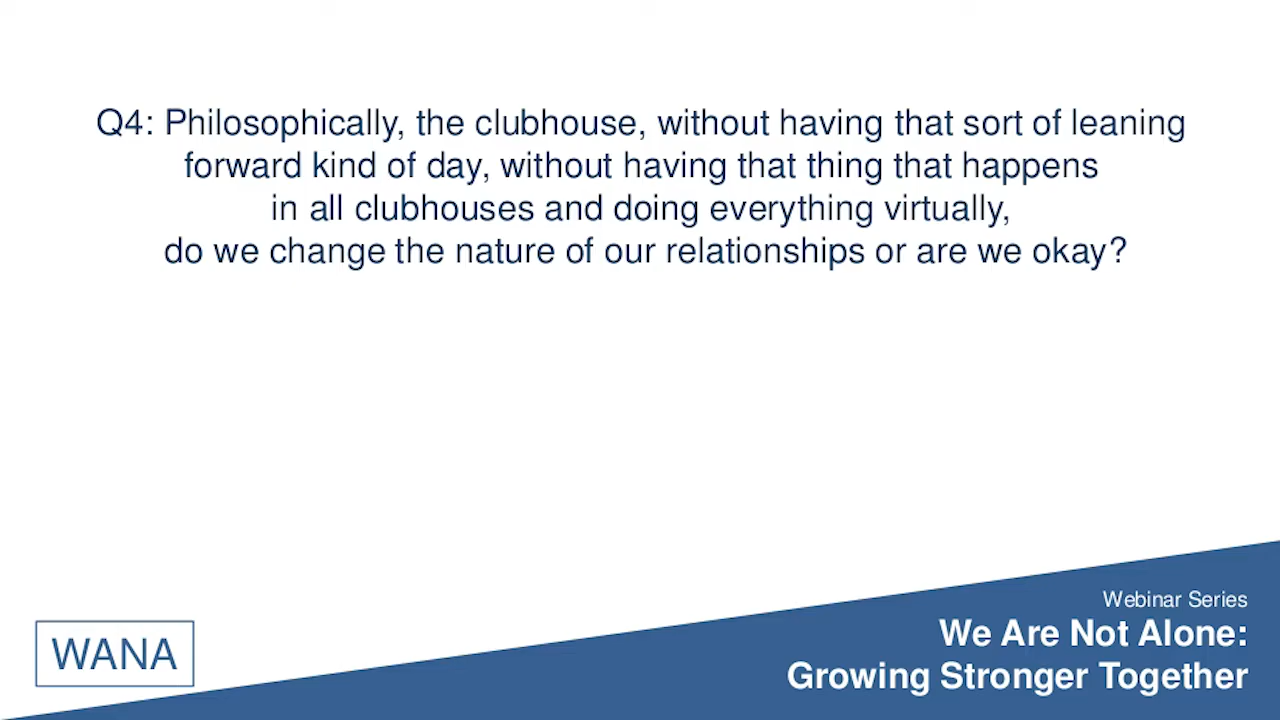 Q4: Philosophically, the clubhouse, without having that sort of leaning
forward kind of day, without having that thing that happens
in all clubhouses and doing everything virtually,
do we change the nature of our relationships or are we okay?
Webinar Series
We Are Not Alone:
Growing Stronger Together
WANA